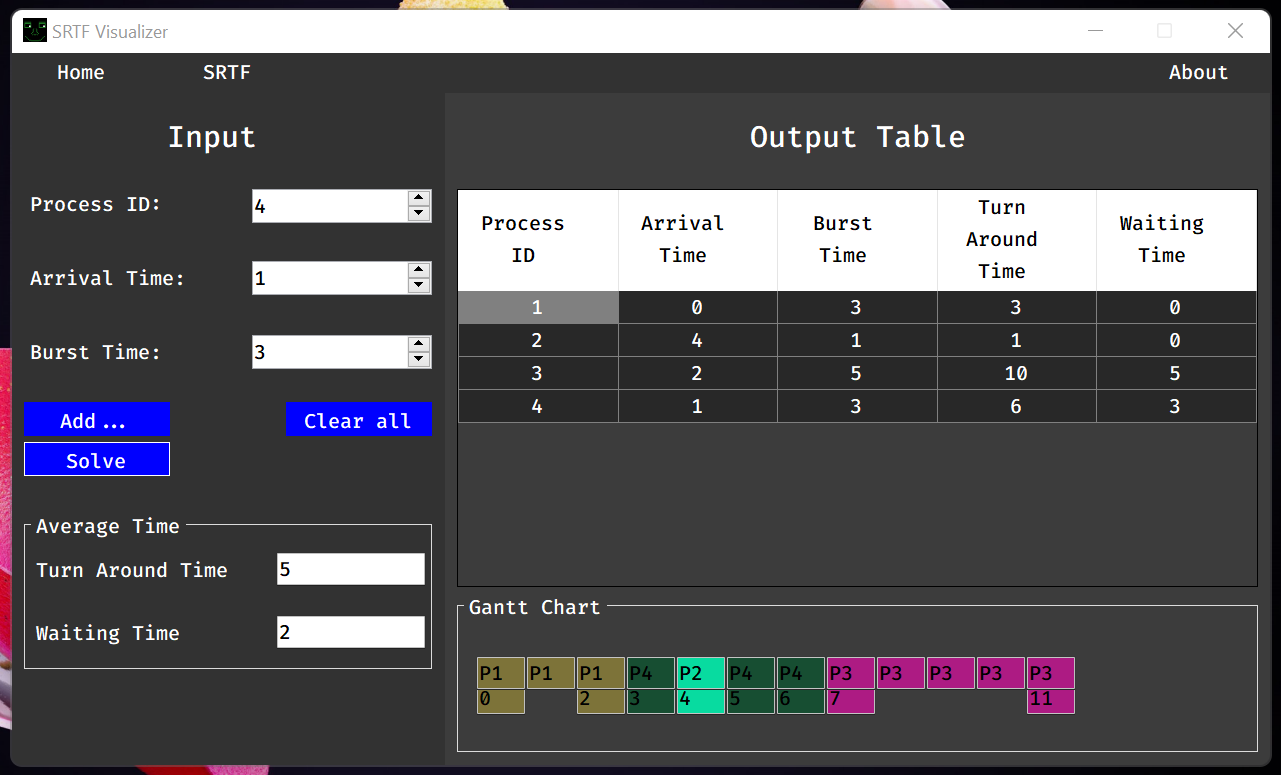 SRTF Visualizer
Home SRTF About
Input
Process ID: 4
Arrival Time: 1
Burst Time: 3
Add... Clear all
Solve
Average Time
Turn Around Time 5
Waiting Time 2
Output Table
Process ID Arrival Time Burst Time Turn Around Time Waiting Time
1 0 3 3 0
2 4 1 1 0
3 2 5 10 5
4 1 3 6 3
Gantt Chart
P1 P1 P1 P4 P2 P4 P4 P3 P3 P3 P3 P3
0 2 3 4 5 6 7 11